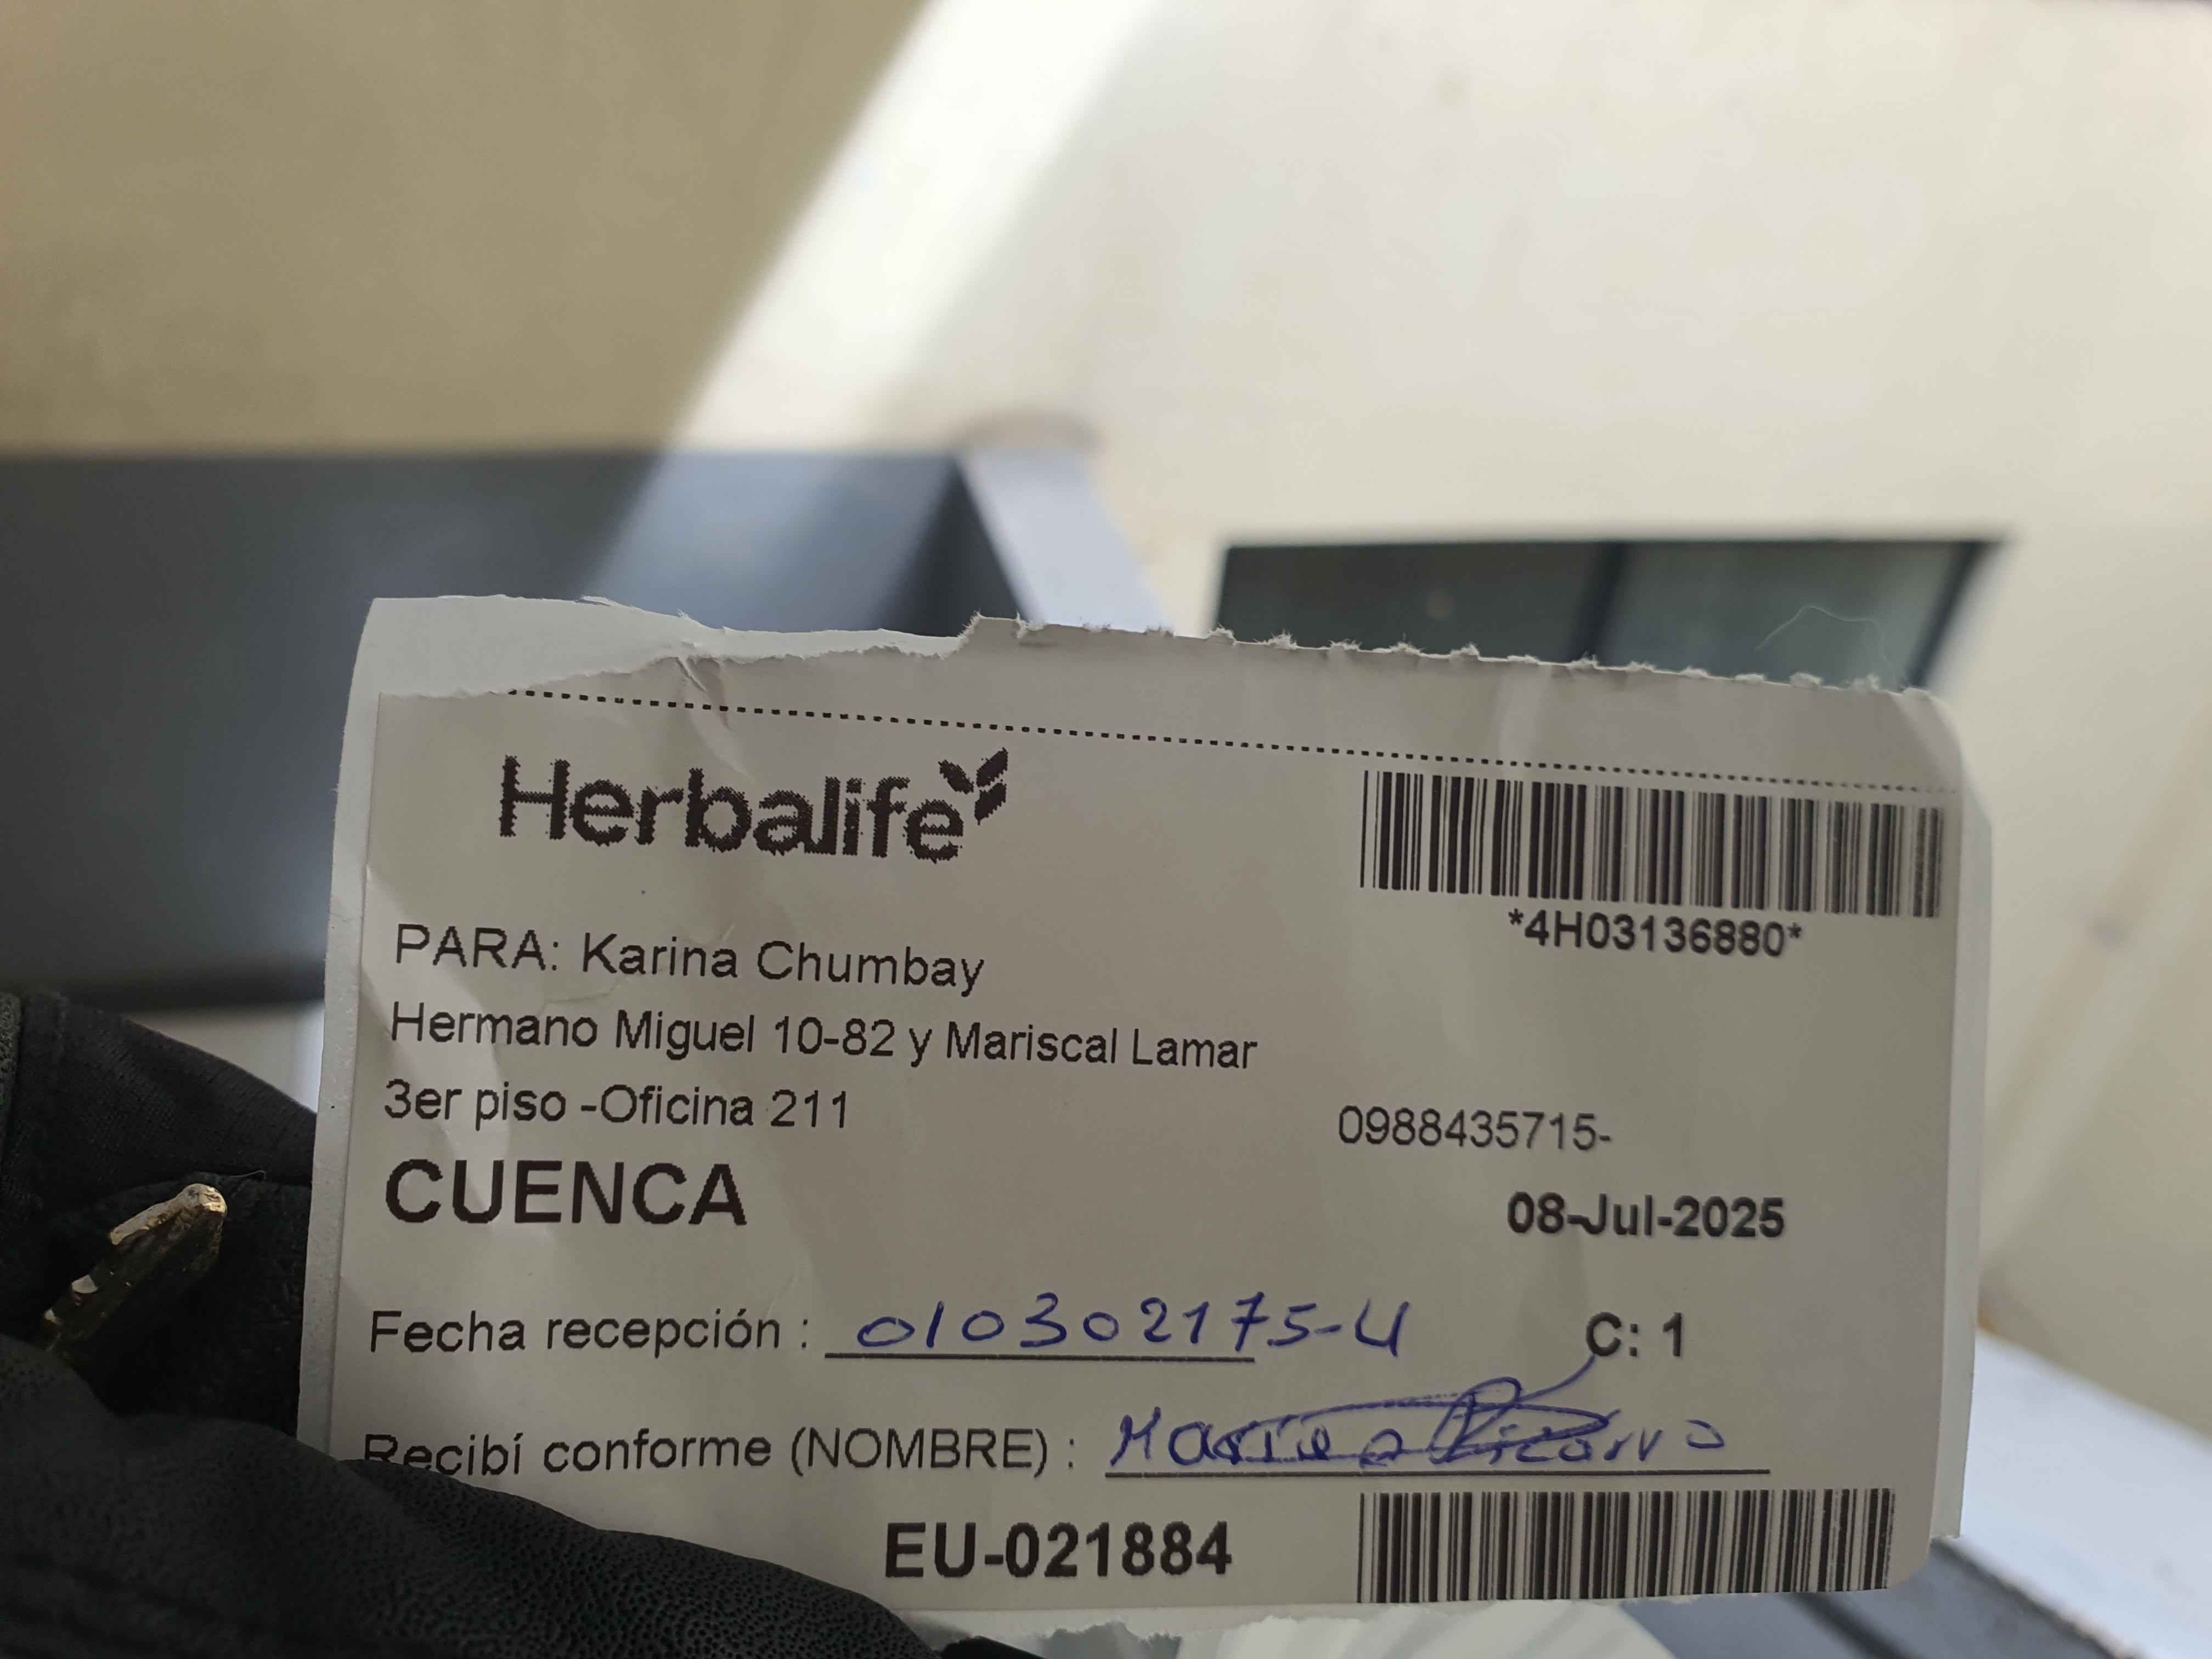 Herbalife
*4H03136880*
PARA: Karina Chumbay
Hermano Miguel 10-82 y Mariscal Lamar
3er piso -Oficina 211
0988435715-
CUENCA
08-Jul-2025
Fecha recepción : 010302175-4
C: 1
Recibí conforme (NOMBRE) :
EU-021884